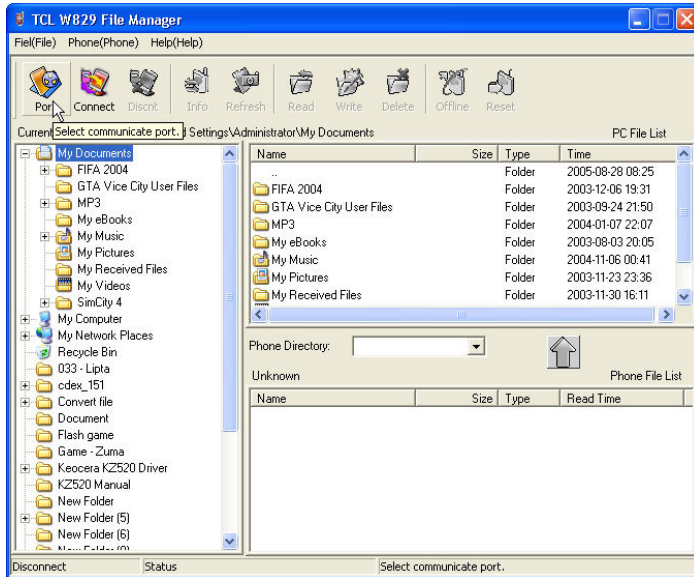 TCL W829 File Manager
Fiel(File) Phone(Phone) Help(Help)
Port Connect Discnt Info Refresh Read Write Delete Offline Reset
Current Select communicate port. Settings\Administrator\My Documents PC File List
My Documents
FIFA 2004
GTA Vice City User Files
MP3
My eBooks
My Music
My Pictures
My Received Files
My Videos
SimCity 4
My Computer
My Network Places
Recycle Bin
033 - Lipta
cdex_151
Convert file
Document
Flash game
Game - Zuma
Keocera KZ520 Driver
KZ520 Manual
New Folder
New Folder (5)
New Folder (6)
Name Size Type Time
.. Folder 2005-08-28 08:25
FIFA 2004 Folder 2003-12-06 19:31
GTA Vice City User Files Folder 2003-09-24 21:50
MP3 Folder 2004-01-07 22:07
My eBooks Folder 2003-08-03 20:05
My Music Folder 2004-11-06 00:41
My Pictures Folder 2003-11-23 23:36
My Received Files Folder 2003-11-30 16:11
Phone Directory:
Unknown Phone File List
Name Size Type Read Time
Disconnect Status Select communicate port.